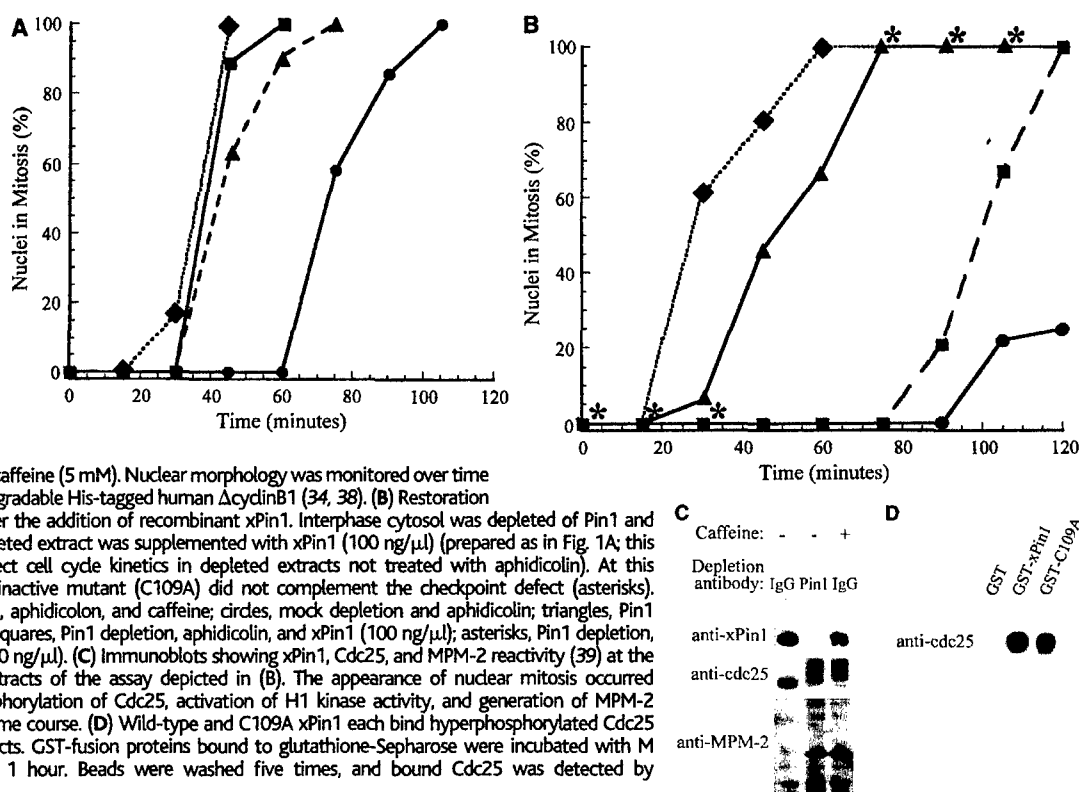 A
Nuclei in Mitosis (%)
100
80
60
40
20
0
0 20 40 60 80 100 120
Time (minutes)
B
Nuclei in Mitosis (%)
100
80
60
40
20
0
* * * * * *
0 20 40 60 80 100 120
Time (minutes)
caffeine (5 mM). Nuclear morphology was monitored over time
gradable His-tagged human ΔcyclinB1 (34, 38). (B) Restoration
er the addition of recombinant xPin1. Interphase cytosol was depleted of Pin1 and
eted extract was supplemented with xPin1 (100 ng/μl) (prepared as in Fig. 1A; this
ect cell cycle kinetics in depleted extracts not treated with aphidicolin). At this
inactive mutant (C109A) did not complement the checkpoint defect (asterisks).
, aphidicolon, and caffeine; circles, mock depletion and aphidicolin; triangles, Pin1
quares, Pin1 depletion, aphidicolin, and xPin1 (100 ng/μl); asterisks, Pin1 depletion,
0 ng/μl). (C) Immunoblots showing xPin1, Cdc25, and MPM-2 reactivity (39) at the
tracts of the assay depicted in (B). The appearance of nuclear mitosis occurred
phorylation of Cdc25, activation of H1 kinase activity, and generation of MPM-2
me course. (D) Wild-type and C109A xPin1 each bind hyperphosphorylated Cdc25
cts. GST-fusion proteins bound to glutathione-Sepharose were incubated with M
1 hour. Beads were washed five times, and bound Cdc25 was detected by
C
Caffeine: - - +
Depletion
antibody: IgG Pin1 IgG
anti-xPin1
anti-cdc25
anti-MPM-2
D
GST
GST-xPin1
GST-C109A
anti-cdc25